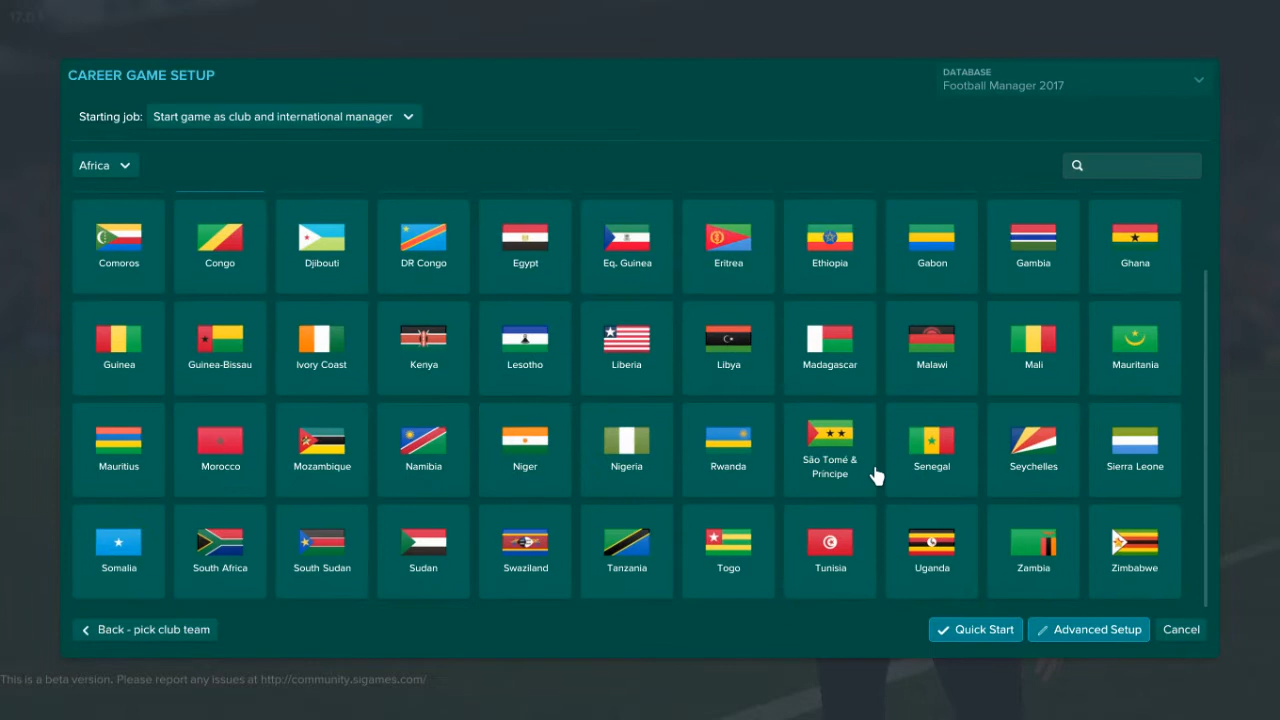 17.0.1
CAREER GAME SETUP
DATABASE
Football Manager 2017
Starting job: Start game as club and international manager
Africa
Comoros
Congo
Djibouti
DR Congo
Egypt
Eq. Guinea
Eritrea
Ethiopia
Gabon
Gambia
Ghana
Guinea
Guinea-Bissau
Ivory Coast
Kenya
Lesotho
Liberia
Libya
Madagascar
Malawi
Mali
Mauritania
Mauritius
Morocco
Mozambique
Namibia
Niger
Nigeria
Rwanda
São Tomé &
Príncipe
Senegal
Seychelles
Sierra Leone
Somalia
South Africa
South Sudan
Sudan
Swaziland
Tanzania
Togo
Tunisia
Uganda
Zambia
Zimbabwe
Back - pick club team
Quick Start
Advanced Setup
Cancel
This is a beta version. Please report any issues at http://community.sigames.com/